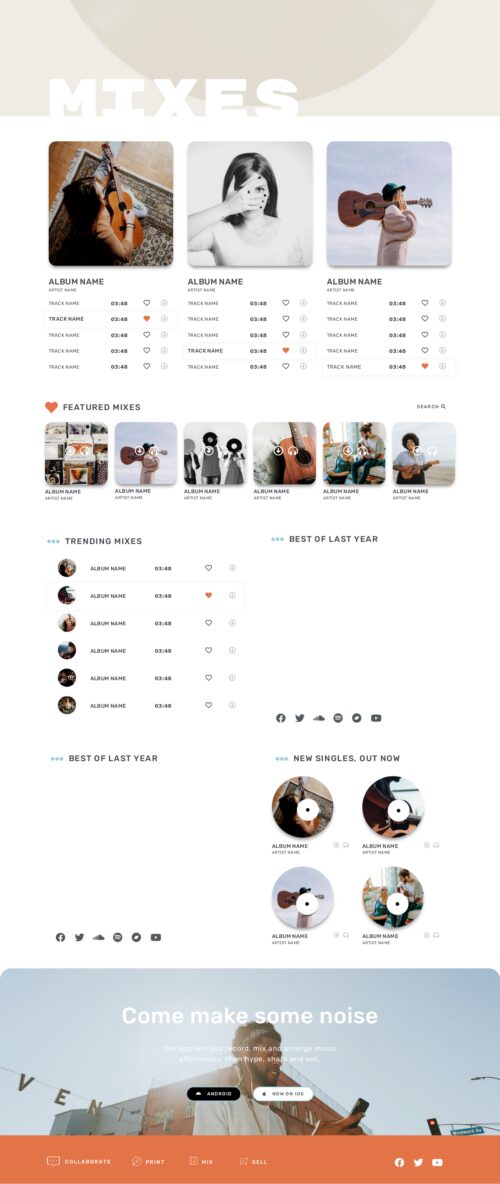 MIXES
ALBUM NAME
ARTIST NAME
TRACK NAME 03:48
TRACK NAME 03:48
TRACK NAME 03:48
TRACK NAME 03:48
TRACK NAME 03:48
ALBUM NAME
ARTIST NAME
TRACK NAME 03:48
TRACK NAME 03:48
TRACK NAME 03:48
TRACK NAME 03:48
TRACK NAME 03:48
ALBUM NAME
ARTIST NAME
TRACK NAME 03:48
TRACK NAME 03:48
TRACK NAME 03:48
TRACK NAME 03:48
TRACK NAME 03:48
FEATURED MIXES
SEARCH
ALBUM NAME
ARTIST NAME
ALBUM NAME
ARTIST NAME
ALBUM NAME
ARTIST NAME
ALBUM NAME
ARTIST NAME
ALBUM NAME
ARTIST NAME
ALBUM NAME
ARTIST NAME
TRENDING MIXES
ALBUM NAME 03:48
ALBUM NAME 03:48
ALBUM NAME 03:48
ALBUM NAME 03:48
ALBUM NAME 03:48
ALBUM NAME 03:48
BEST OF LAST YEAR
BEST OF LAST YEAR
NEW SINGLES, OUT NOW
ALBUM NAME
ARTIST NAME
ALBUM NAME
ARTIST NAME
ALBUM NAME
ARTIST NAME
ALBUM NAME
ARTIST NAME
Come make some noise
Our app lets you record, mix and arrange music
effortlessly, then hype, share and sell.
ANDROID
NOW ON IOS
VENI
COLLABORATE
PRINT
MIX
SELL